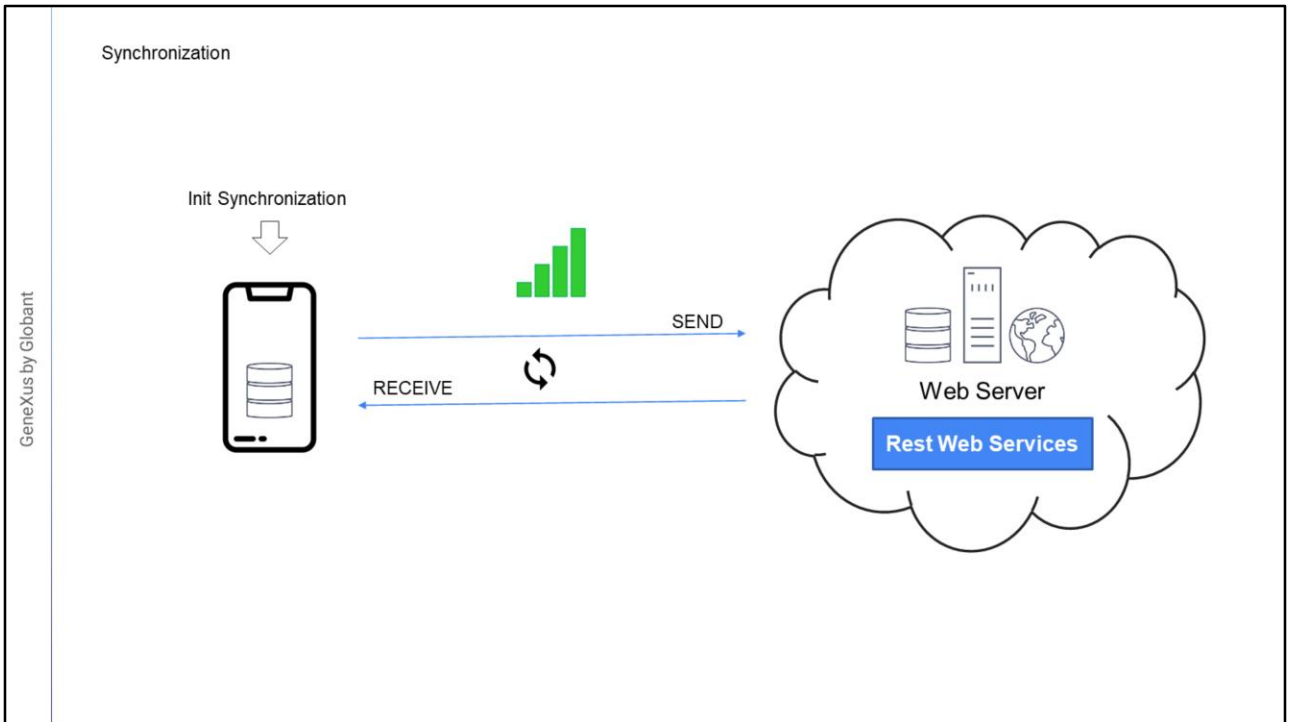 Synchronization
Init Synchronization
SEND
RECEIVE
Web Server
Rest Web Services
GeneXus by Globant